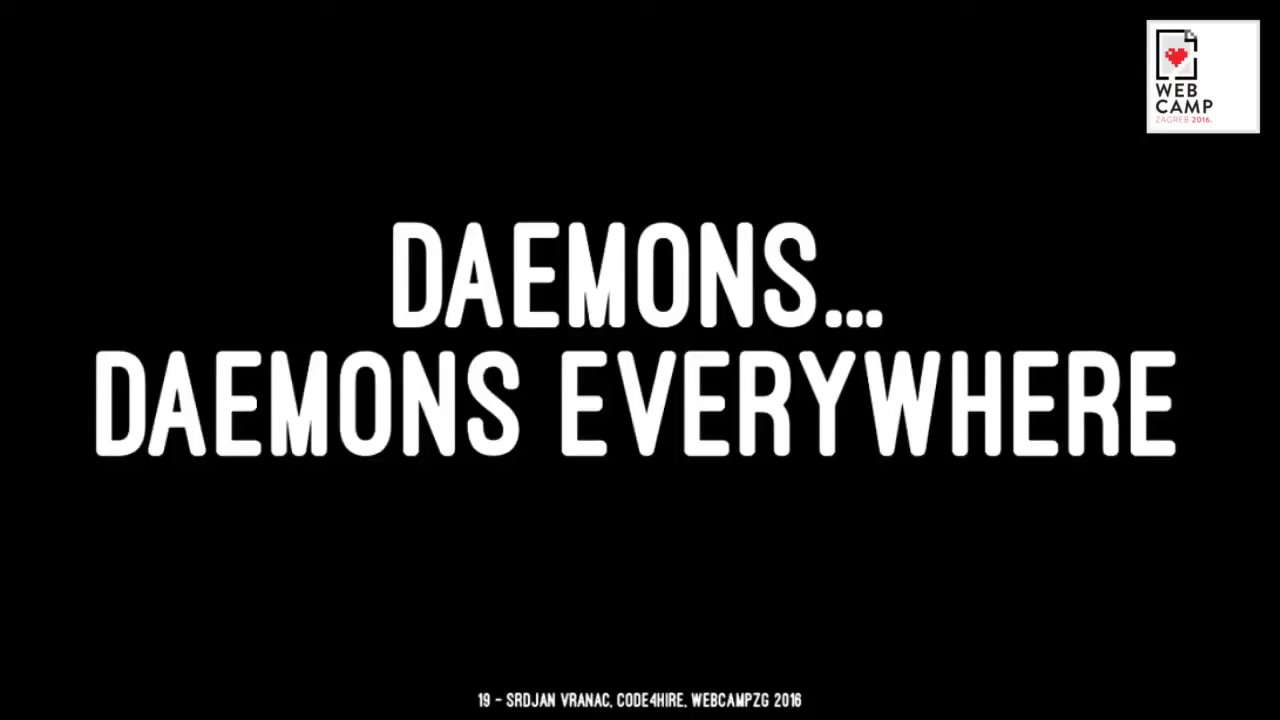 WEB
CAMP
ZAGREB 2016.
DAEMONS...
DAEMONS EVERYWHERE
19 - SRDJAN VRANAC, CODE4HIRE, WEBCAMPZG 2016